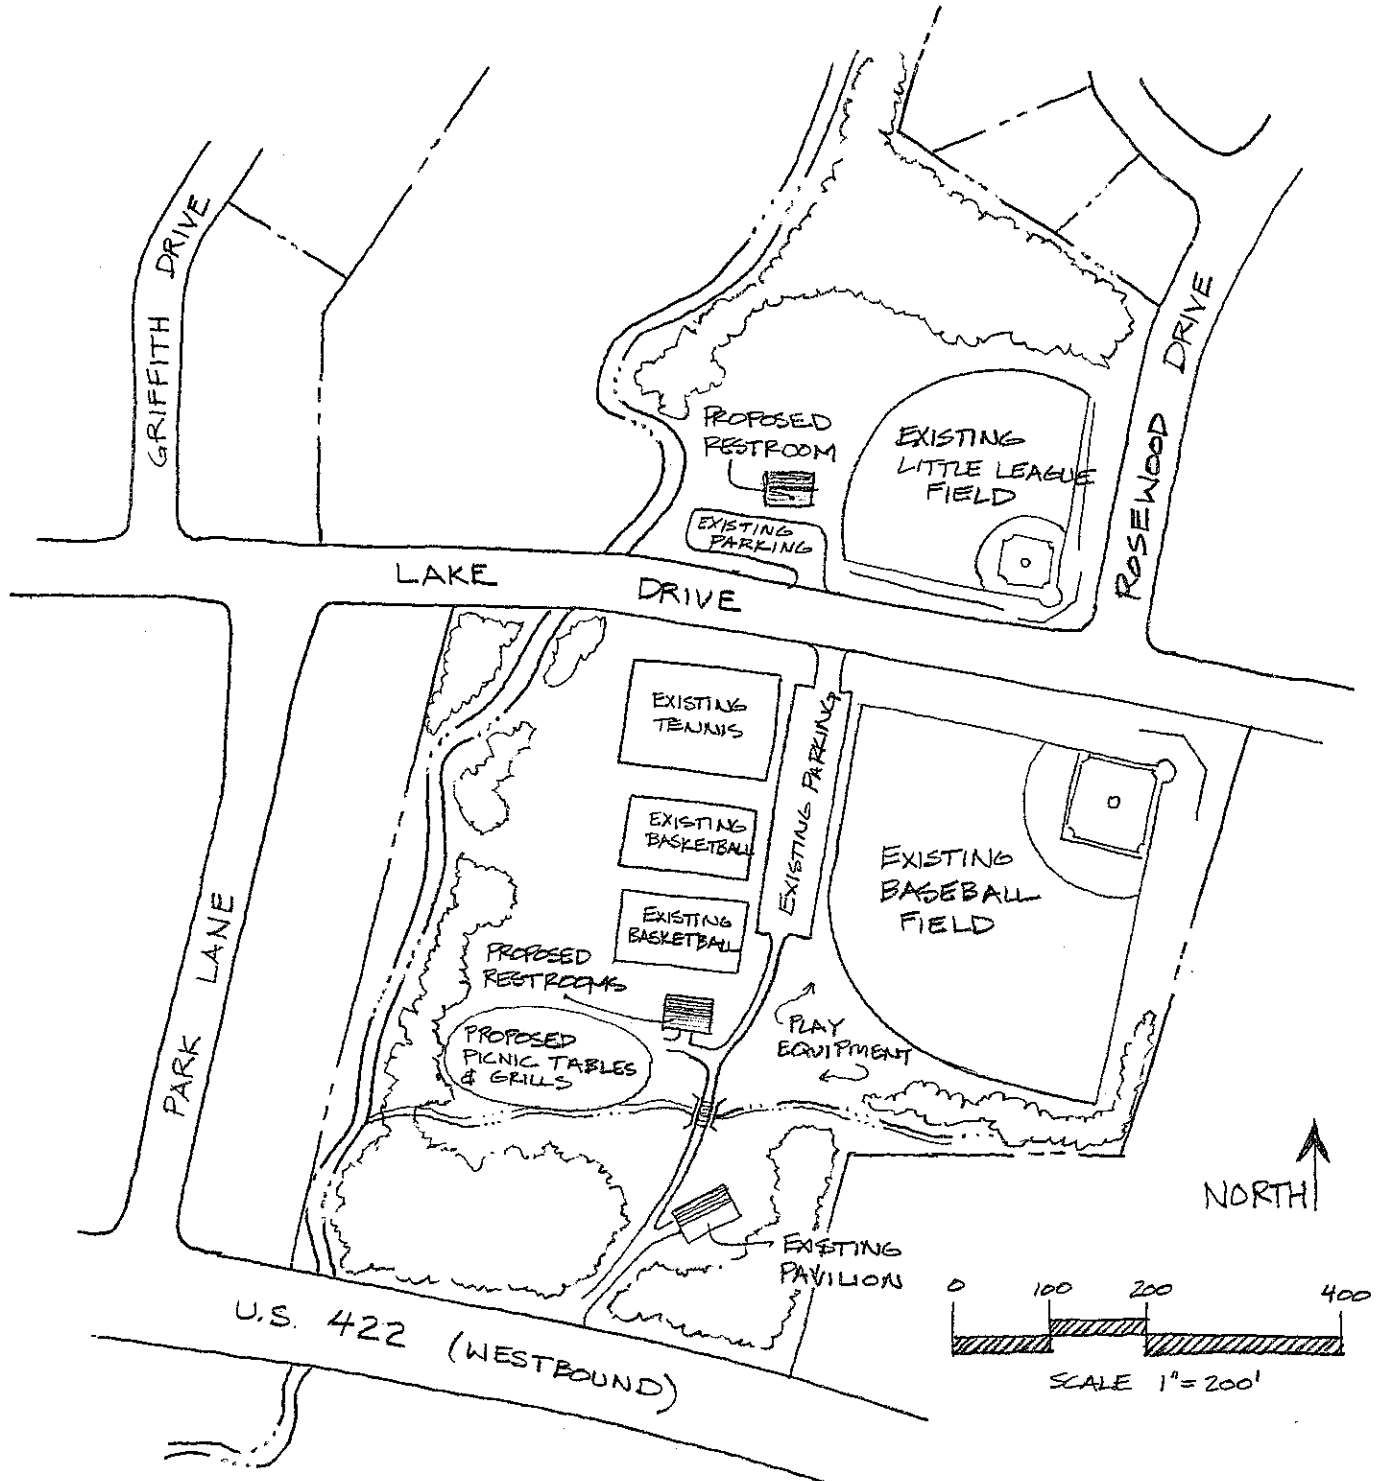 GRIFFITH DRIVE
PROPOSED
RESTROOM
EXISTING
LITTLE LEAGUE
FIELD
ROSEWOOD DRIVE
EXISTING
PARKING
LAKE DRIVE
EXISTING
TENNIS
EXISTING PARKING
EXISTING
BASKETBALL
EXISTING
BASEBALL
FIELD
EXISTING
BASKETBALL
PARK LANE
PROPOSED
RESTROOMS
PLAY
EQUIPMENT
PROPOSED
PICNIC TABLES
& GRILLS
NORTH
EXISTING
PAVILION
0 100 200 400
SCALE 1"=200'
U.S. 422 (WESTBOUND)